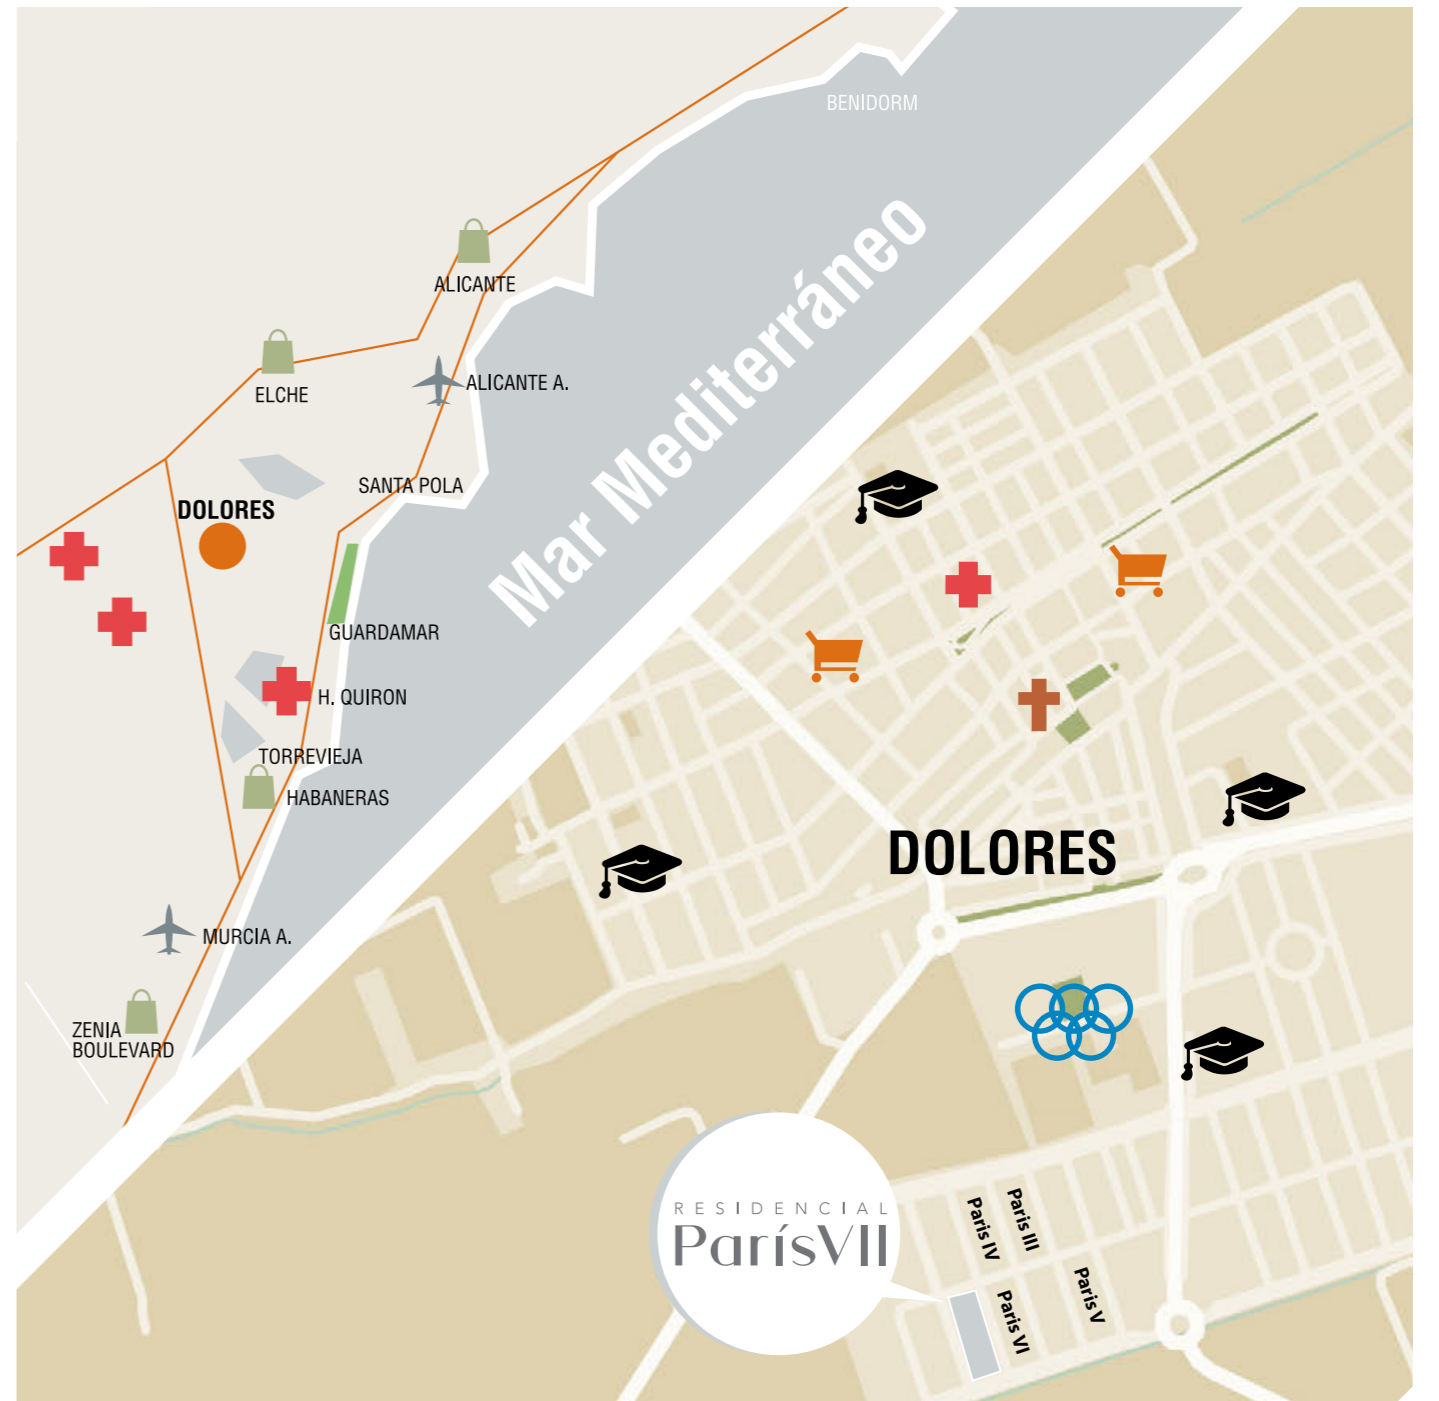 BENIDORM
Mar Mediterráneo
ALICANTE
ELCHE
ALICANTE A.
SANTA POLA
DOLORES
GUARDAMAR
H. QUIRON
TORREVIEJA
HABANERAS
MURCIA A.
ZENIA
BOULEVARD
DOLORES
RESIDENCIAL
ParísVII
Paris IV
Paris III
Paris VI
Paris V